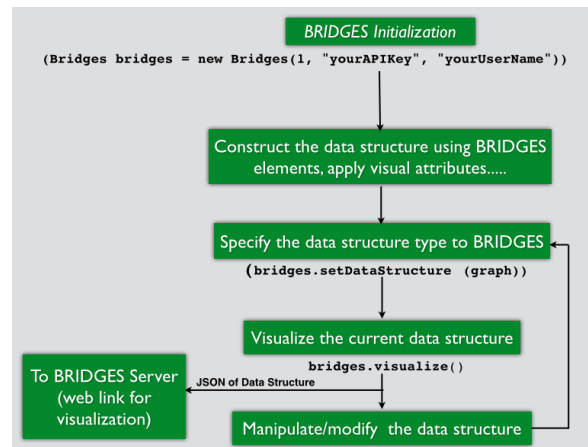 BRIDGES Initialization
(Bridges bridges = new Bridges(1, "yourAPIKey", "yourUserName"))
Construct the data structure using BRIDGES
elements, apply visual attributes.....
Specify the data structure type to BRIDGES
(bridges.setDataStructure (graph))
Visualize the current data structure
bridges.visualize()
JSON of Data Structure
To BRIDGES Server
(web link for
visualization)
Manipulate/modify the data structure